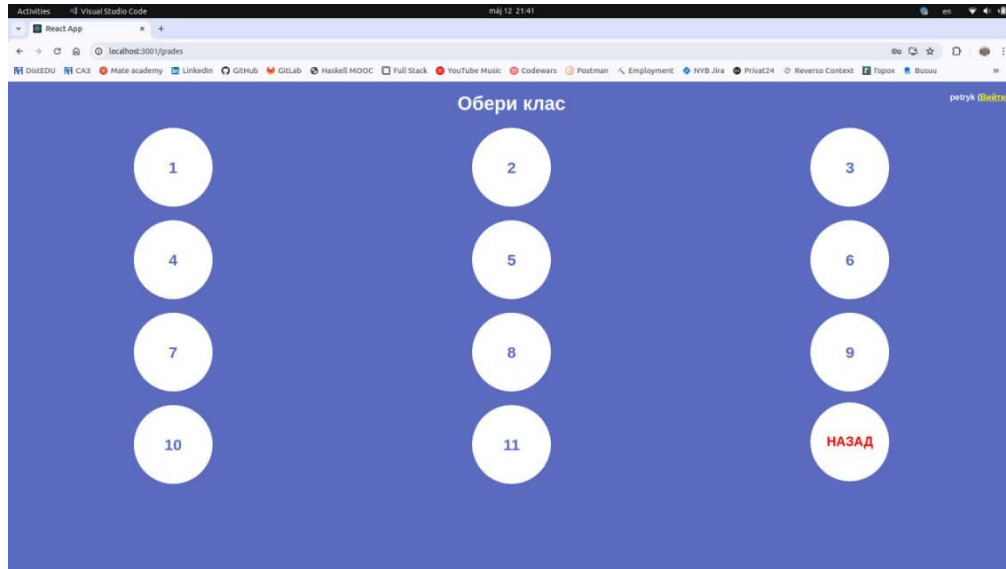 Activities Visual Studio Code máj 12 21:41 en
React App
localhost:3001/grades
DistEDU CA3 Mate academy LinkedIn GitHub GitLab Haskell MOOC Full Stack YouTube Music Codewars Postman Employment NYB Jira Privat24 Reverso Context Горох Busuu
Обери клас petryk (Вийти
1 2 3
4 5 6
7 8 9
10 11 НАЗАД